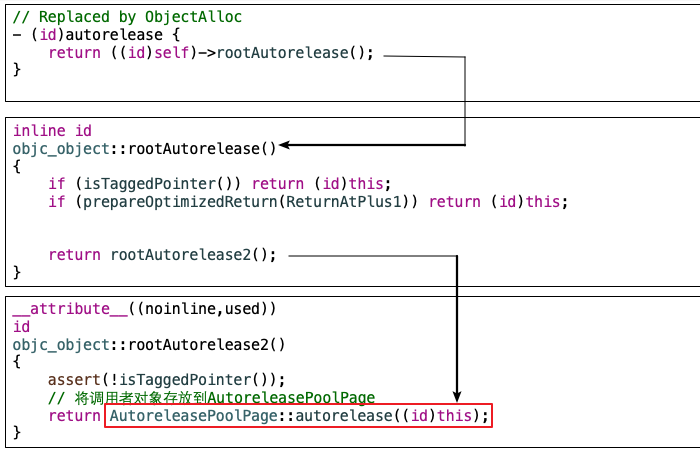 // Replaced by ObjectAlloc
- (id)autorelease {
    return ((id)self)->rootAutorelease();
}
inline id
objc_object::rootAutorelease()
{
    if (isTaggedPointer()) return (id)this;
    if (prepareOptimizedReturn(ReturnAtPlus1)) return (id)this;
    return rootAutorelease2();
}
__attribute__((noinline,used))
id
objc_object::rootAutorelease2()
{
    assert(!isTaggedPointer());
    // 将调用者对象存放到AutoreleasePoolPage
    return AutoreleasePoolPage::autorelease((id)this);
}